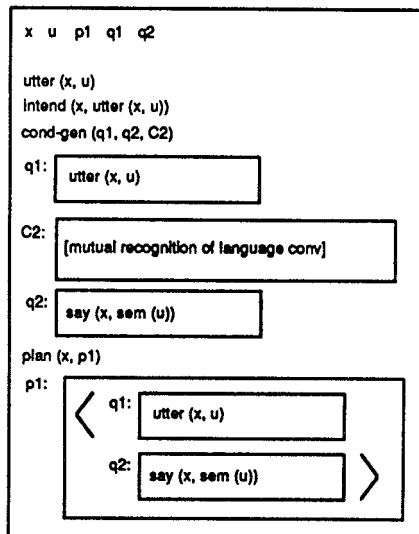 x u p1 q1 q2
utter (x, u)
intend (x, utter (x, u))
cond-gen (q1, q2, C2)
q1:
utter (x, u)
C2:
[mutual recognition of language conv]
q2:
say (x, sem (u))
plan (x, p1)
p1:
< q1:
utter (x, u)
q2:
say (x, sem (u)) >